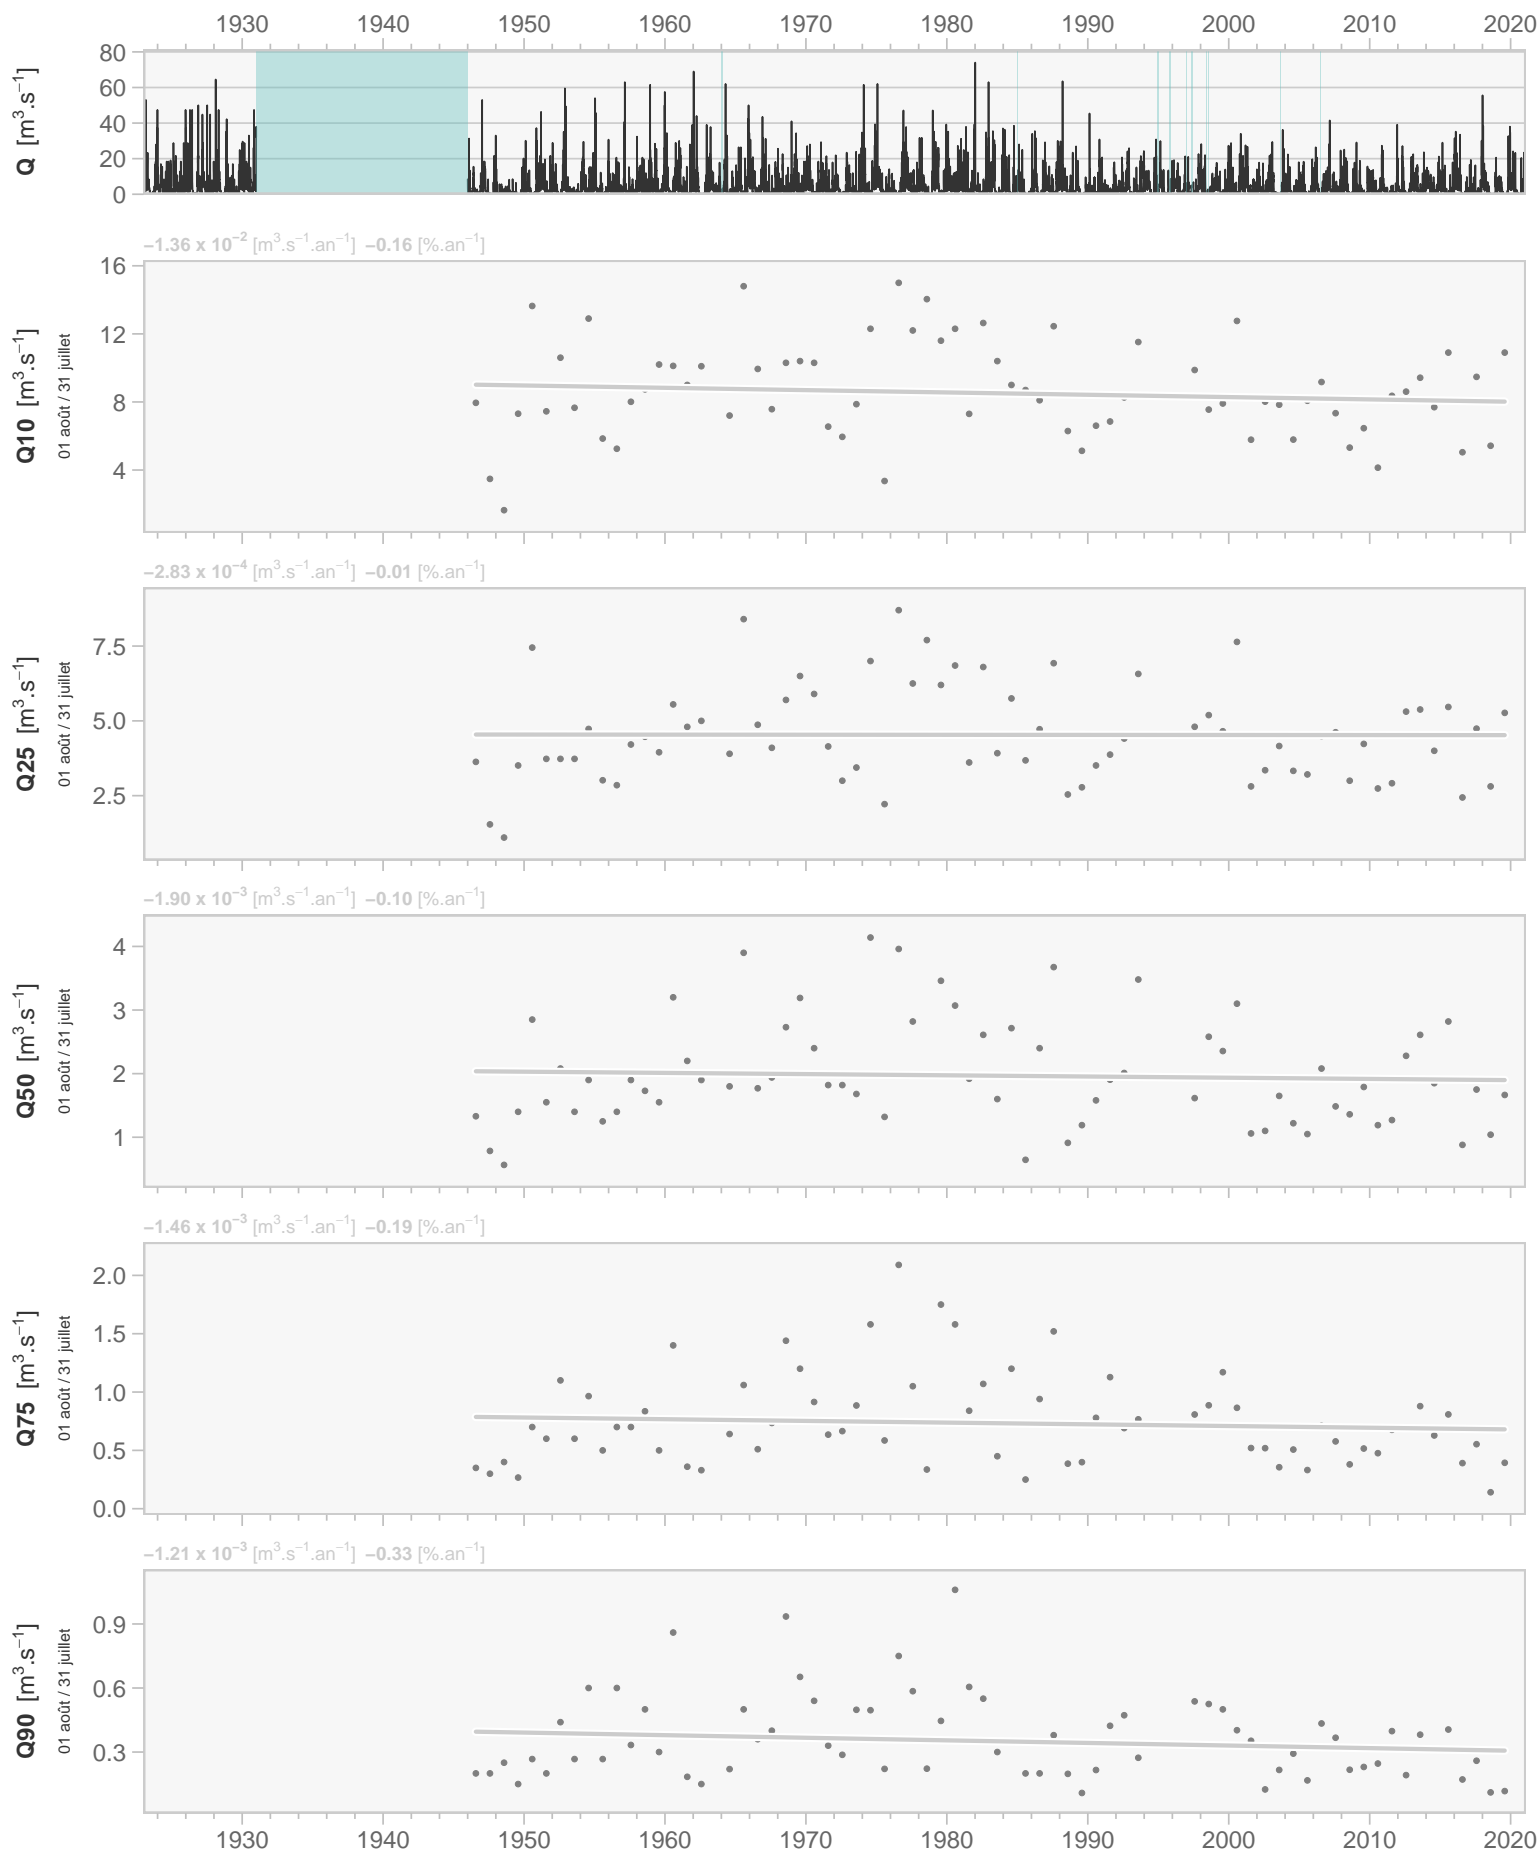 1930 1940 1950 1960 1970 1980 1990 2000 2010 2020
Q [m³.s⁻¹]
80
60
40
20
0
−1.36 x 10⁻² [m³.s⁻¹.an⁻¹] −0.16 [%.an⁻¹]
Q10 [m³.s⁻¹]
01 août / 31 juillet
16
12
8
4
−2.83 x 10⁻⁴ [m³.s⁻¹.an⁻¹] −0.01 [%.an⁻¹]
Q25 [m³.s⁻¹]
01 août / 31 juillet
7.5
5.0
2.5
−1.90 x 10⁻³ [m³.s⁻¹.an⁻¹] −0.10 [%.an⁻¹]
Q50 [m³.s⁻¹]
01 août / 31 juillet
4
3
2
1
−1.46 x 10⁻³ [m³.s⁻¹.an⁻¹] −0.19 [%.an⁻¹]
Q75 [m³.s⁻¹]
01 août / 31 juillet
2.0
1.5
1.0
0.5
0.0
−1.21 x 10⁻³ [m³.s⁻¹.an⁻¹] −0.33 [%.an⁻¹]
Q90 [m³.s⁻¹]
01 août / 31 juillet
0.9
0.6
0.3
1930 1940 1950 1960 1970 1980 1990 2000 2010 2020